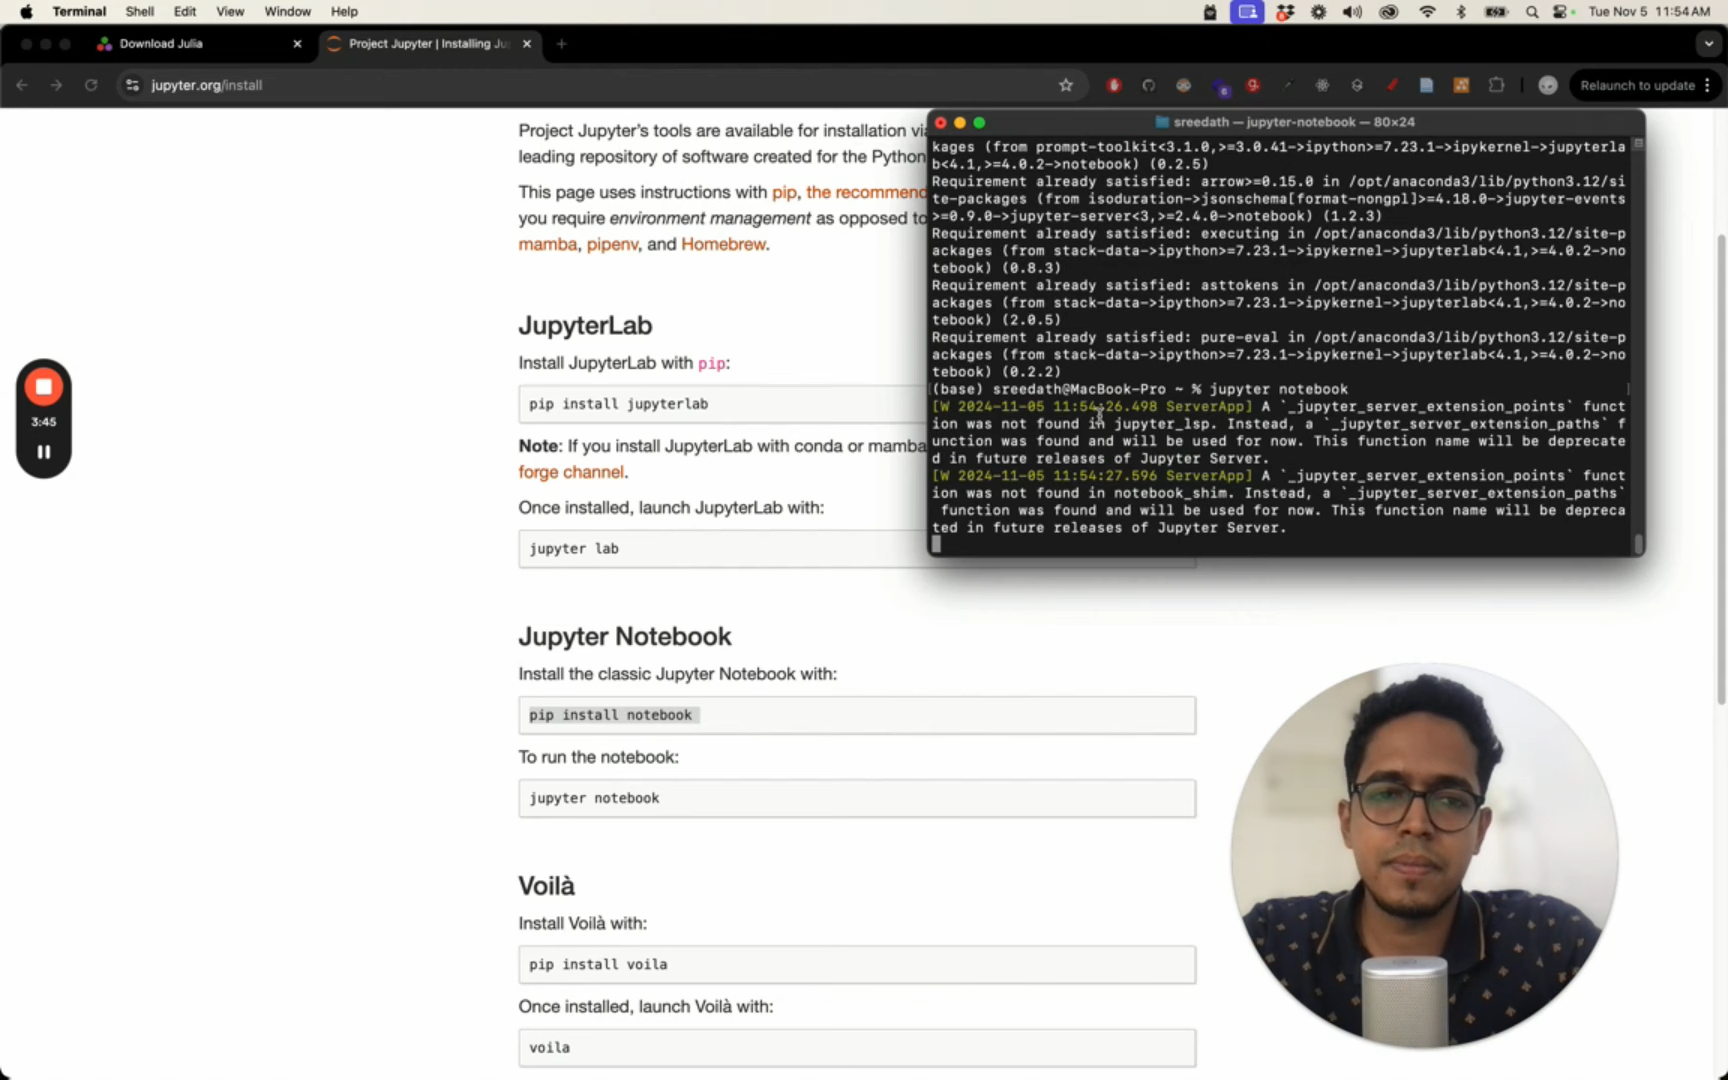 Terminal Shell Edit View Window Help
Tue Nov 5 11:54 AM
Download Julia
Project Jupyter | Installing Ju
jupyter.org/install
6
Relaunch to update
Project Jupyter's tools are available for installation via
leading repository of software created for the Python
This page uses instructions with pip, the recommend
you require environment management as opposed to
mamba, pipenv, and Homebrew.
JupyterLab
Install JupyterLab with pip:
pip install jupyterlab
Note: If you install JupyterLab with conda or mamba
forge channel.
Once installed, launch JupyterLab with:
jupyter lab
Jupyter Notebook
Install the classic Jupyter Notebook with:
pip install notebook
To run the notebook:
jupyter notebook
Voilà
Install Voilà with:
pip install voila
Once installed, launch Voilà with:
voila
3:45
sreedath — jupyter-notebook — 80×24
kages (from prompt-toolkit<3.1.0,>=3.0.41->ipython>=7.23.1->ipykernel->jupyterla
b<4.1,>=4.0.2->notebook) (0.2.5)
Requirement already satisfied: arrow>=0.15.0 in /opt/anaconda3/lib/python3.12/si
te-packages (from isoduration->jsonschema[format-nongpl]>=4.18.0->jupyter-events
>=0.9.0->jupyter-server<3,>=2.4.0->notebook) (1.2.3)
Requirement already satisfied: executing in /opt/anaconda3/lib/python3.12/site-p
ackages (from stack-data->ipython>=7.23.1->ipykernel->jupyterlab<4.1,>=4.0.2->no
tebook) (0.8.3)
Requirement already satisfied: asttokens in /opt/anaconda3/lib/python3.12/site-p
ackages (from stack-data->ipython>=7.23.1->ipykernel->jupyterlab<4.1,>=4.0.2->no
tebook) (2.0.5)
Requirement already satisfied: pure-eval in /opt/anaconda3/lib/python3.12/site-p
ackages (from stack-data->ipython>=7.23.1->ipykernel->jupyterlab<4.1,>=4.0.2->no
tebook) (0.2.2)
(base) sreedath@MacBook-Pro ~ % jupyter notebook
[W 2024-11-05 11:54:26.498 ServerApp] A `_jupyter_server_extension_points` funct
ion was not found in jupyter_lsp. Instead, a `_jupyter_server_extension_paths` f
unction was found and will be used for now. This function name will be deprecate
d in future releases of Jupyter Server.
[W 2024-11-05 11:54:27.596 ServerApp] A `_jupyter_server_extension_points` funct
ion was not found in notebook_shim. Instead, a `_jupyter_server_extension_paths`
function was found and will be used for now. This function name will be depreca
ted in future releases of Jupyter Server.